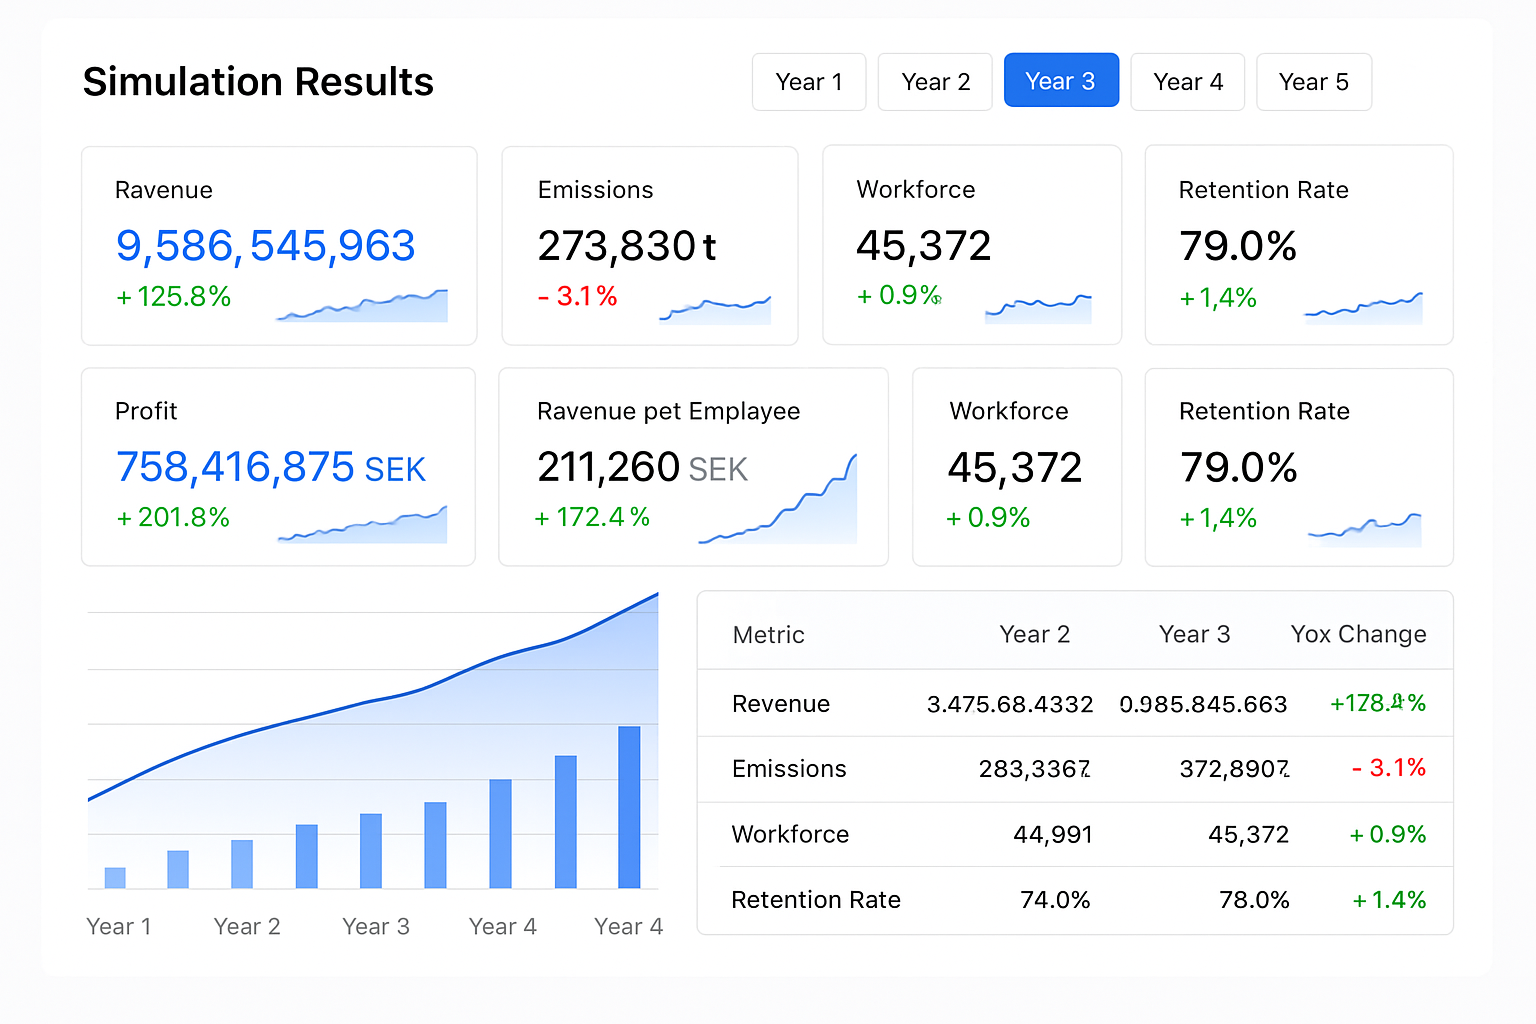 Simulation Results
Year 1 Year 2 Year 3 Year 4 Year 5
Ravenue
9,586,545,963
+ 125.8%
Emissions
273,830 t
- 3.1%
Workforce
45,372
+ 0.9%
Retention Rate
79.0%
+ 1,4%
Profit
758,416,875 SEK
+ 201.8%
Ravenue pet Employee
211,260 SEK
+ 172.4%
Workforce
45,372
+ 0.9%
Retention Rate
79.0%
+ 1,4%
Year 1 Year 2 Year 3 Year 4 Year 4
Metric Year 2 Year 3 Yox Change
Revenue 3.475.68.4332 0.985.845.663
Emissions 283,3367 372,8907 - 3.1%
Workforce 44,991 45,372 + 0.9%
Retention Rate 74.0% 78.0% + 1.4%